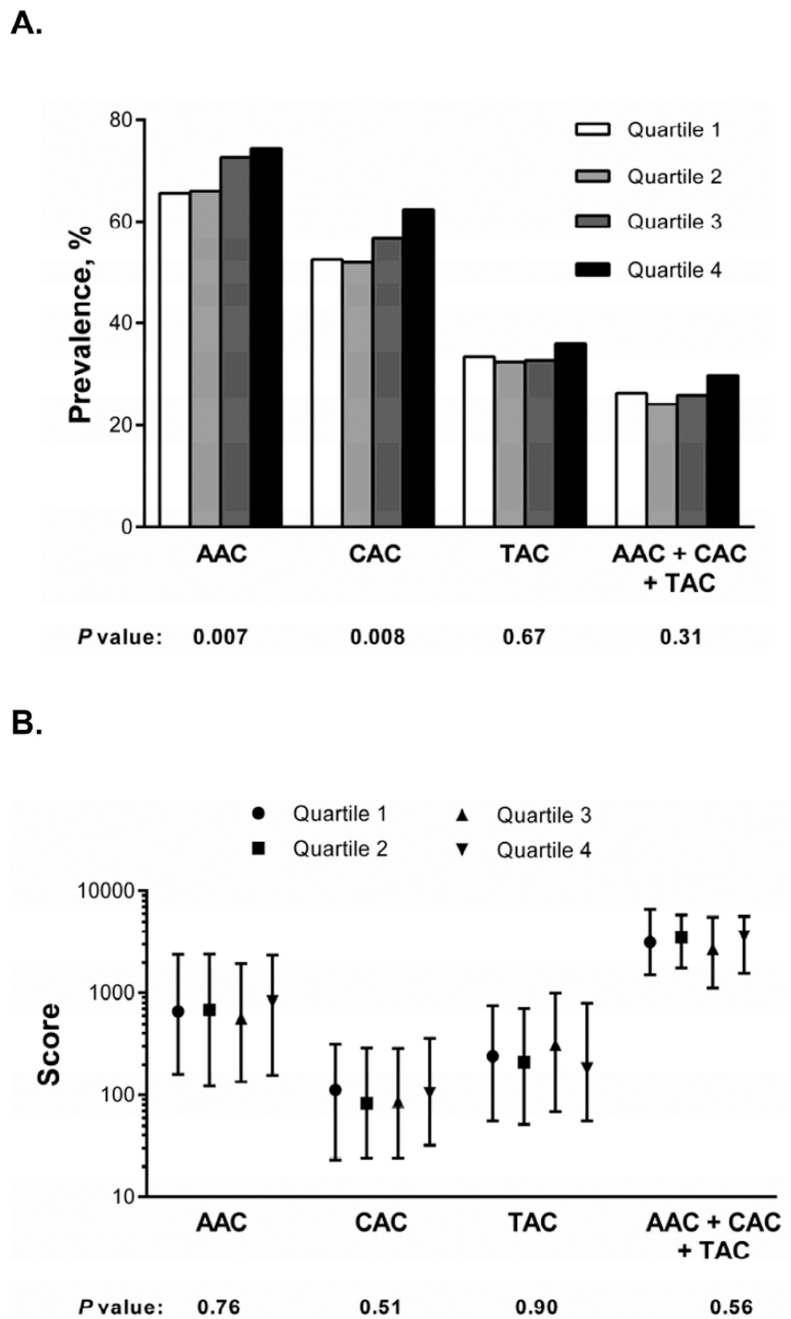 A.
80
60
40
20
0
Prevalence, %
Quartile 1
Quartile 2
Quartile 3
Quartile 4
AAC CAC TAC AAC + CAC
+ TAC
P value: 0.007 0.008 0.67 0.31
B.
Quartile 1 Quartile 3
Quartile 2 Quartile 4
10000
1000
100
10
Score
AAC CAC TAC AAC + CAC
+ TAC
P value: 0.76 0.51 0.90 0.56